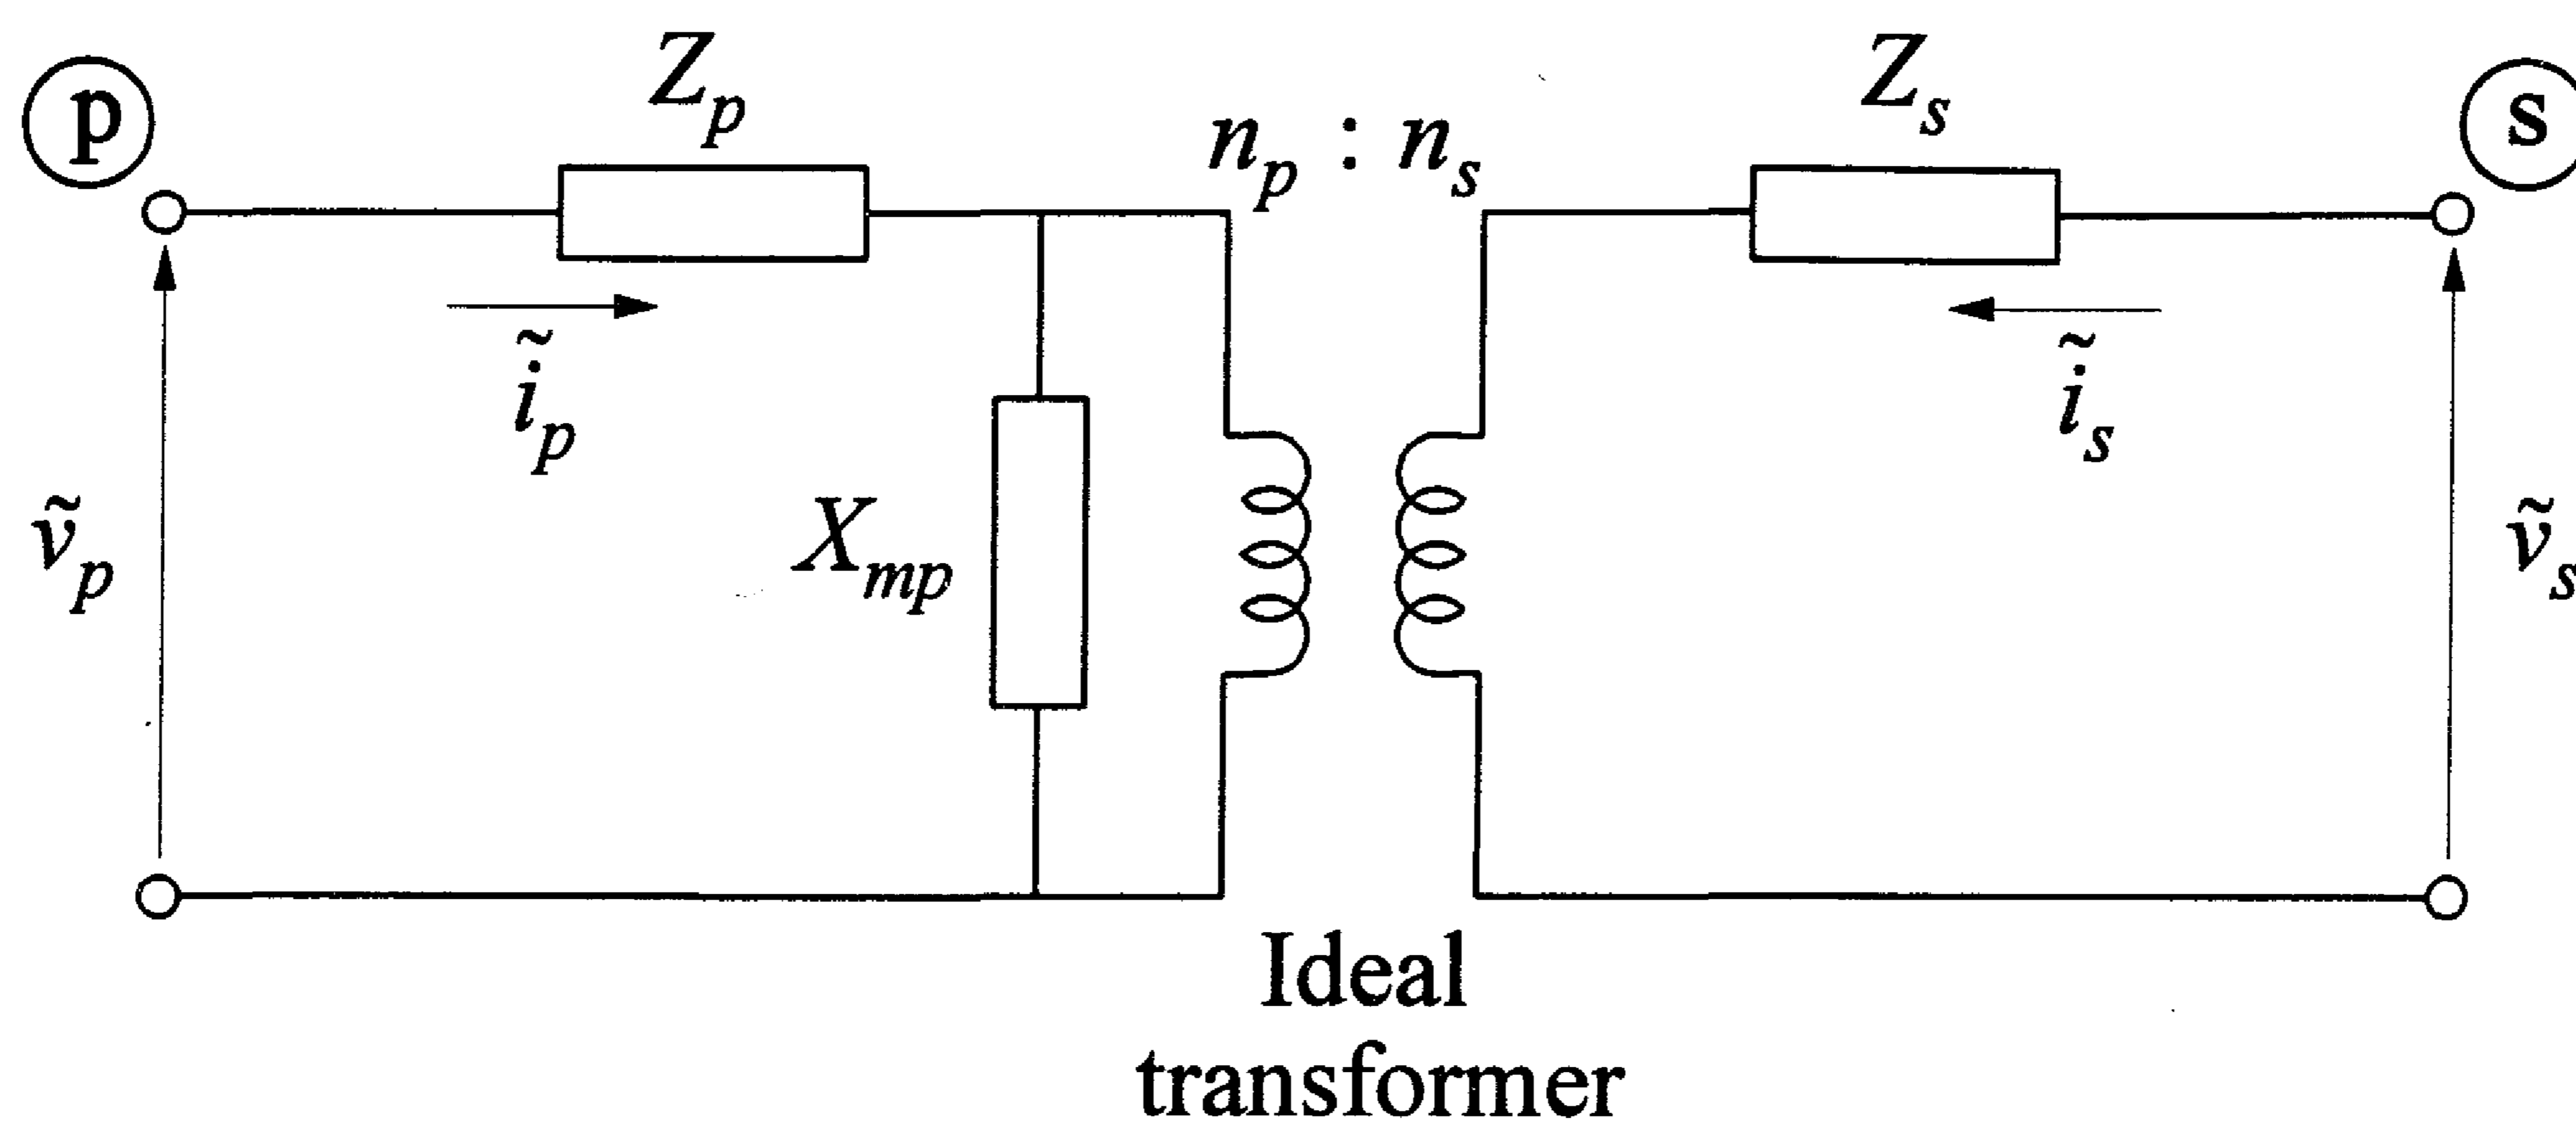 p
Z_p
n_p : n_s
Z_s
s
ĩ_p
ĩ_s
ṽ_p
X_mp
ṽ_s
Ideal
transformer